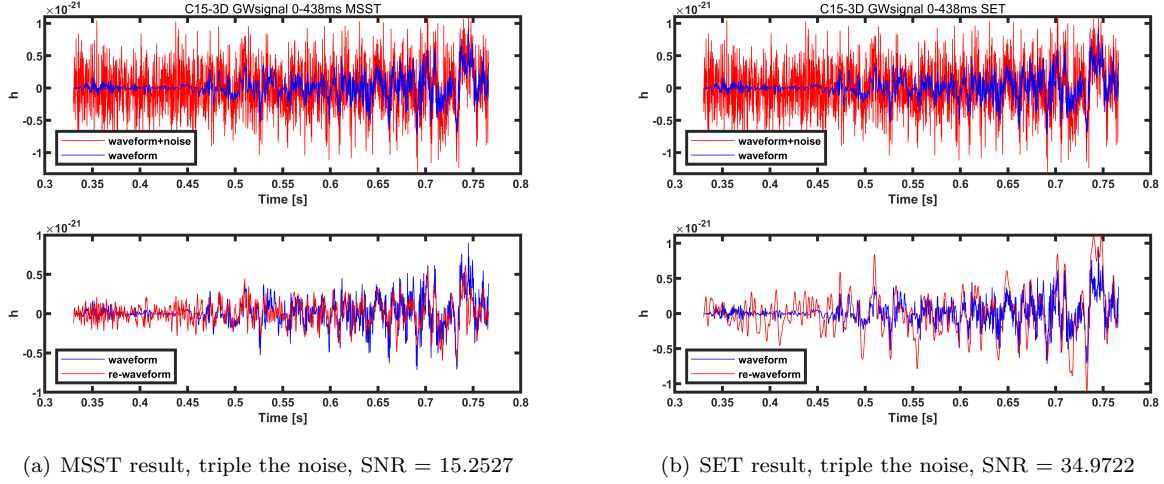 C15-3D GWsignal 0-438ms MSST
×10-21
1
0.5
0
-0.5
-1
h
waveform+noise
waveform
0.3 0.35 0.4 0.45 0.5 0.55 0.6 0.65 0.7 0.75 0.8
Time [s]
×10-21
1
0.5
0
-0.5
-1
h
waveform
re-waveform
0.3 0.35 0.4 0.45 0.5 0.55 0.6 0.65 0.7 0.75 0.8
Time [s]
(a) MSST result, triple the noise, SNR = 15.2527
C15-3D GWsignal 0-438ms SET
×10-21
1
0.5
0
-0.5
-1
h
waveform+noise
waveform
0.3 0.35 0.4 0.45 0.5 0.55 0.6 0.65 0.7 0.75 0.8
Time [s]
×10-21
1
0.5
0
-0.5
-1
h
waveform
re-waveform
0.3 0.35 0.4 0.45 0.5 0.55 0.6 0.65 0.7 0.75 0.8
Time [s]
(b) SET result, triple the noise, SNR = 34.9722